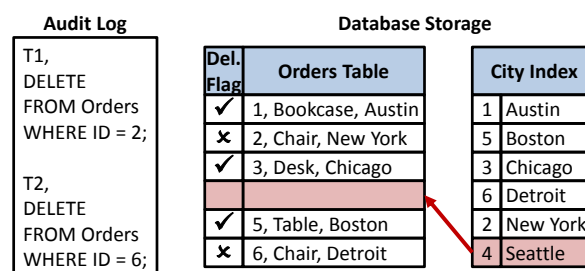 Audit Log
T1,
DELETE
FROM Orders
WHERE ID = 2;
T2,
DELETE
FROM Orders
WHERE ID = 6;
Database Storage
Del. Flag Orders Table
✓ 1, Bookcase, Austin
× 2, Chair, New York
✓ 3, Desk, Chicago
✓ 5, Table, Boston
× 6, Chair, Detroit
City Index
1 Austin
5 Boston
3 Chicago
6 Detroit
2 New York
4 Seattle